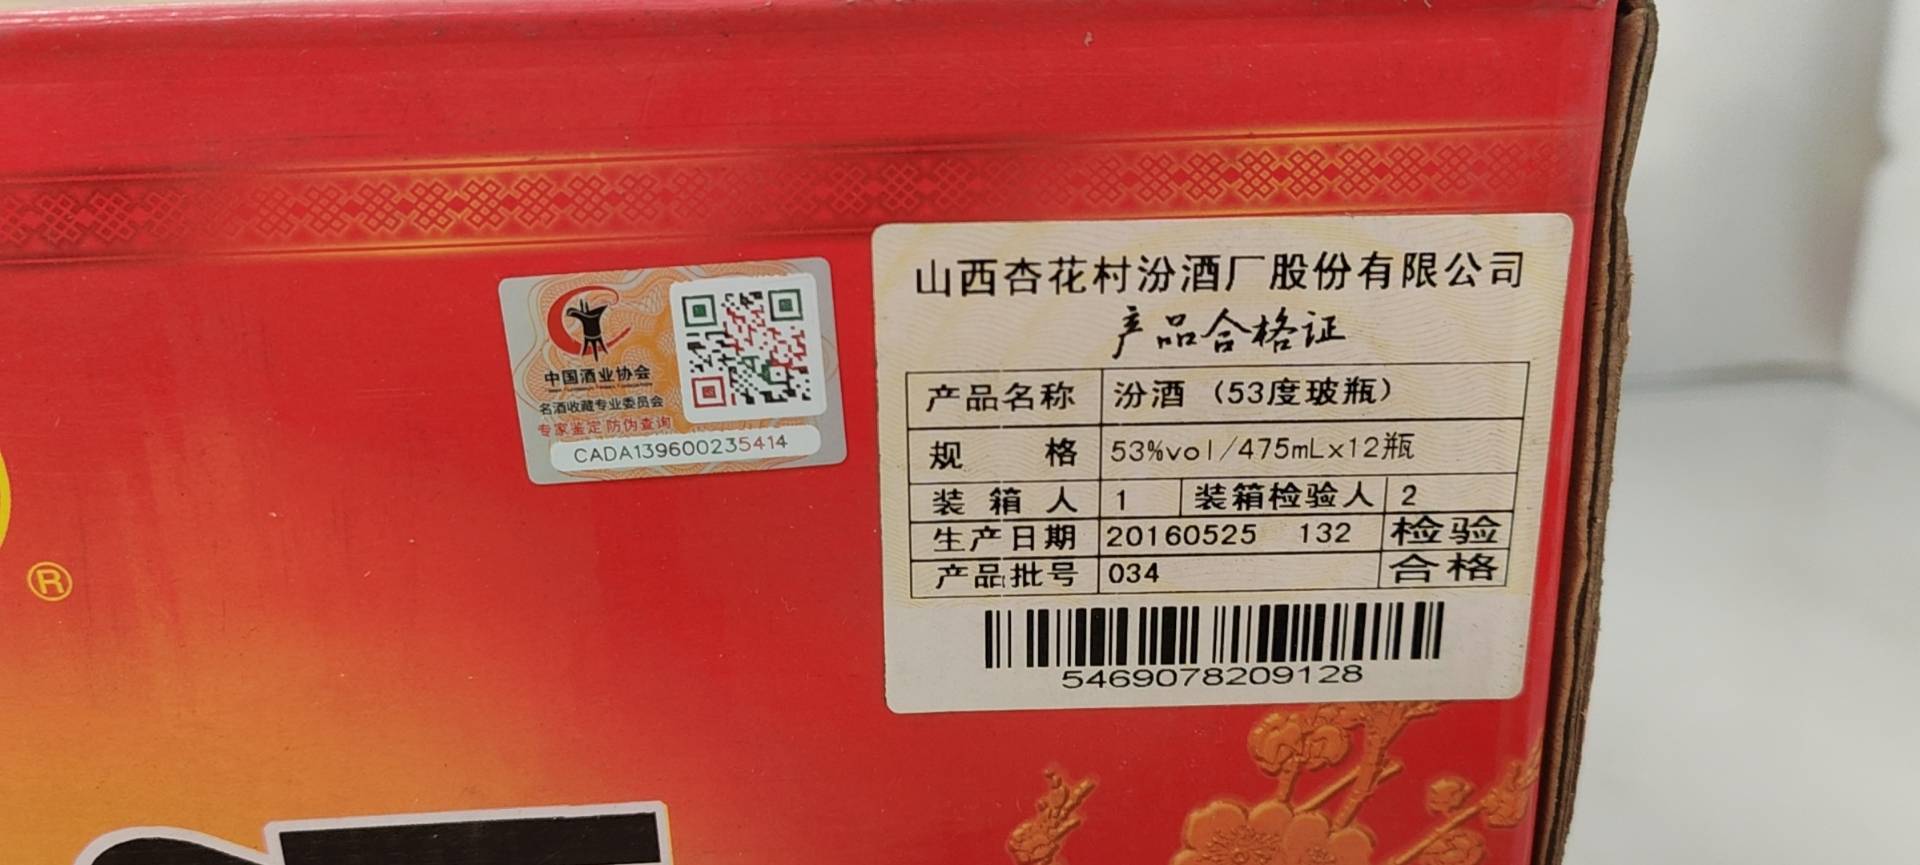 ®
中国酒业协会
名酒收藏专业委员会
专家鉴定 防伪查询
CADA139600235414
山西杏花村汾酒厂股份有限公司
产品合格证
产品名称 汾酒（53度玻瓶）
规 格 53%vol/475mLx12瓶
装箱人 1 装箱检验人 2
生产日期 20160525 132 检验
产品批号 034 合格
5469078209128